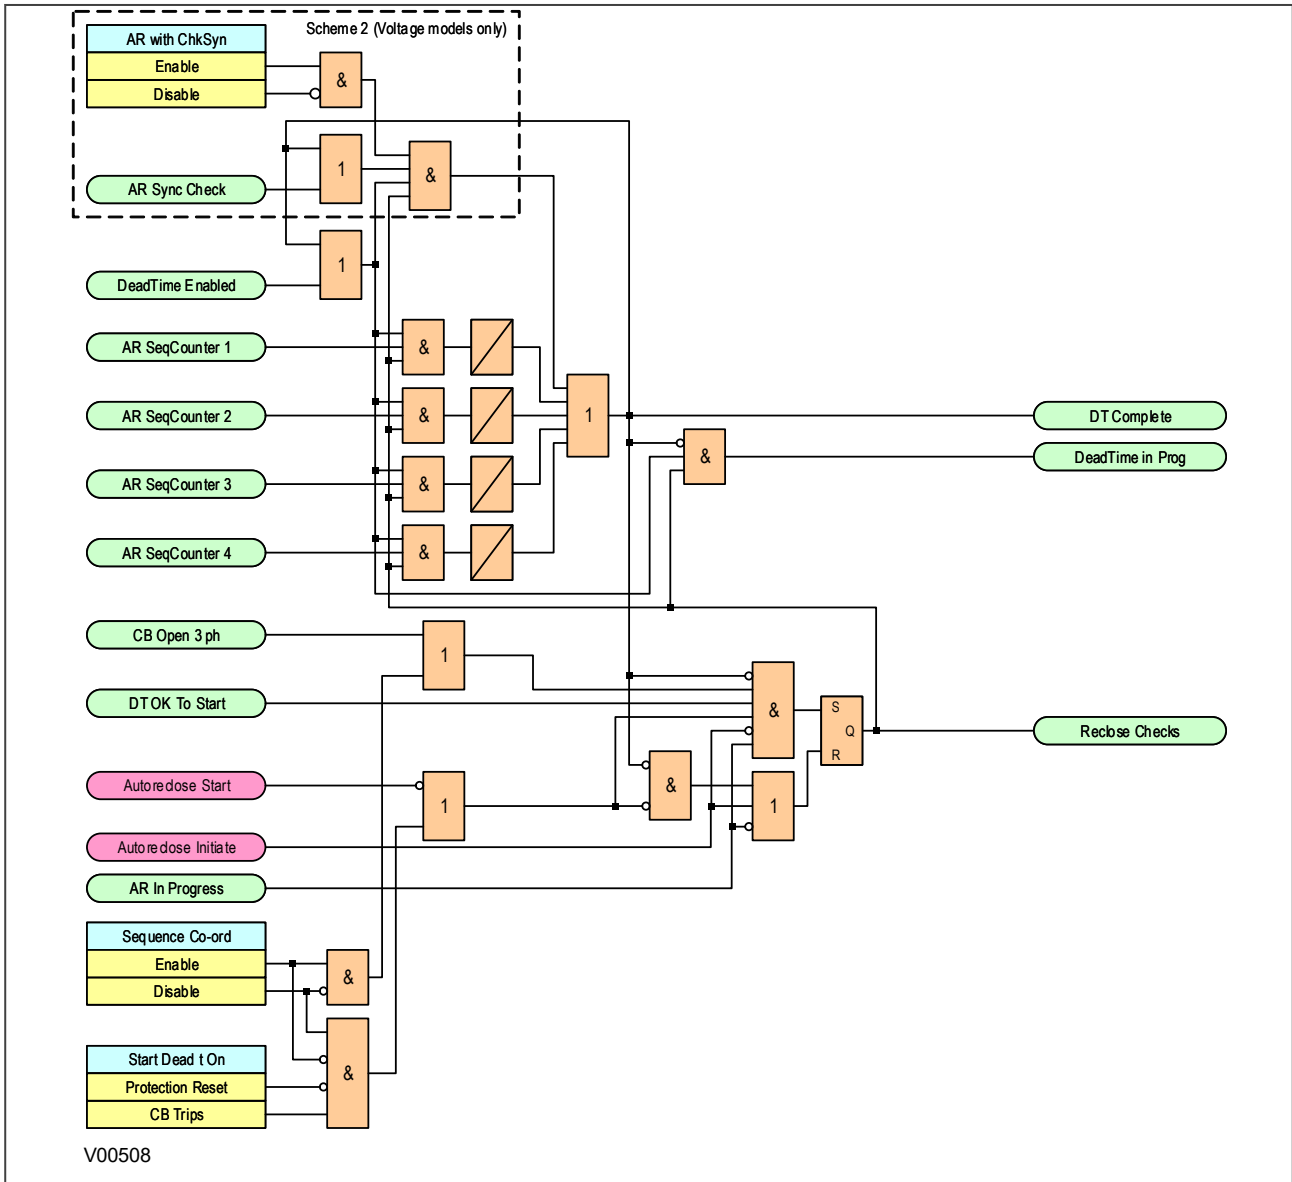 Scheme 2 (Voltage models only)
AR with ChkSyn
Enable
Disable
&
1
&
AR Sync Check
1
DeadTime Enabled
AR SeqCounter 1
&
AR SeqCounter 2
&
1
DT Complete
&
DeadTime in Prog
AR SeqCounter 3
&
AR SeqCounter 4
&
CB Open 3 ph
1
DT OK To Start
&
S
Q
R
Reclose Checks
Autoreclose Start
1
&
1
Autoreclose Initiate
AR In Progress
Sequence Co-ord
Enable
Disable
&
Start Dead t On
Protection Reset
CB Trips
&
V00508